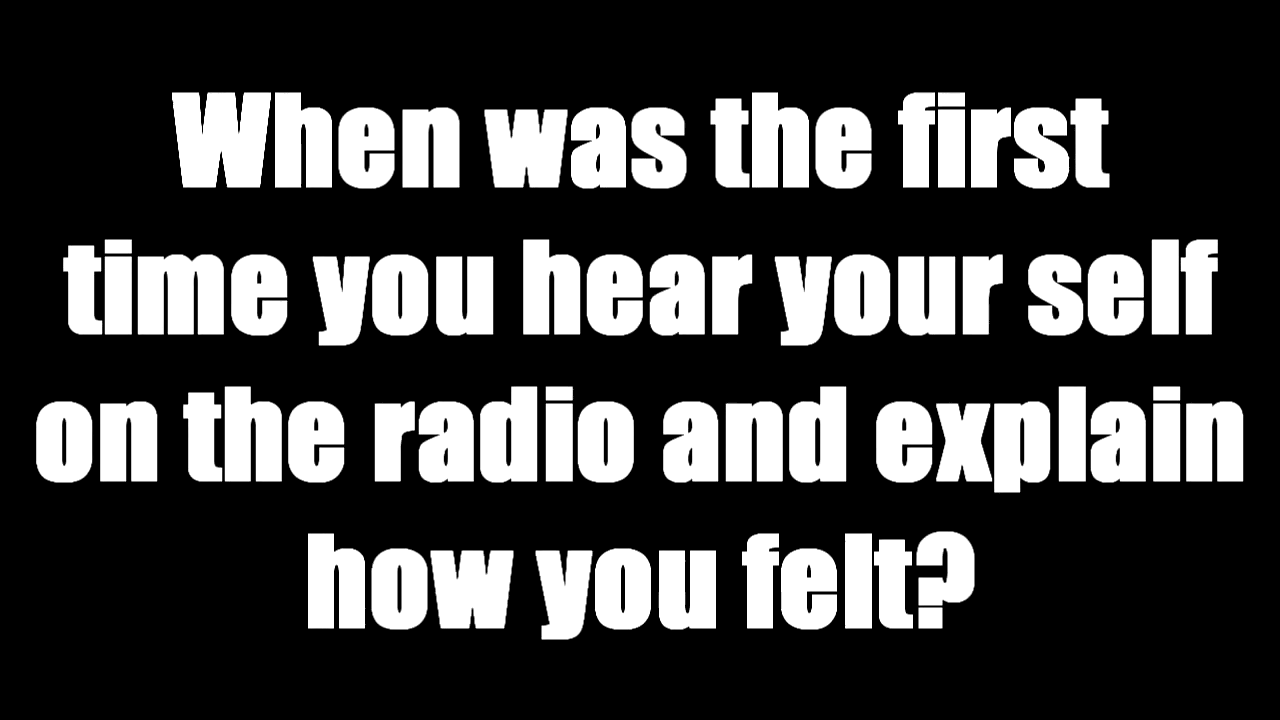 When was the first
time you hear your self
on the radio and explain
how you felt?